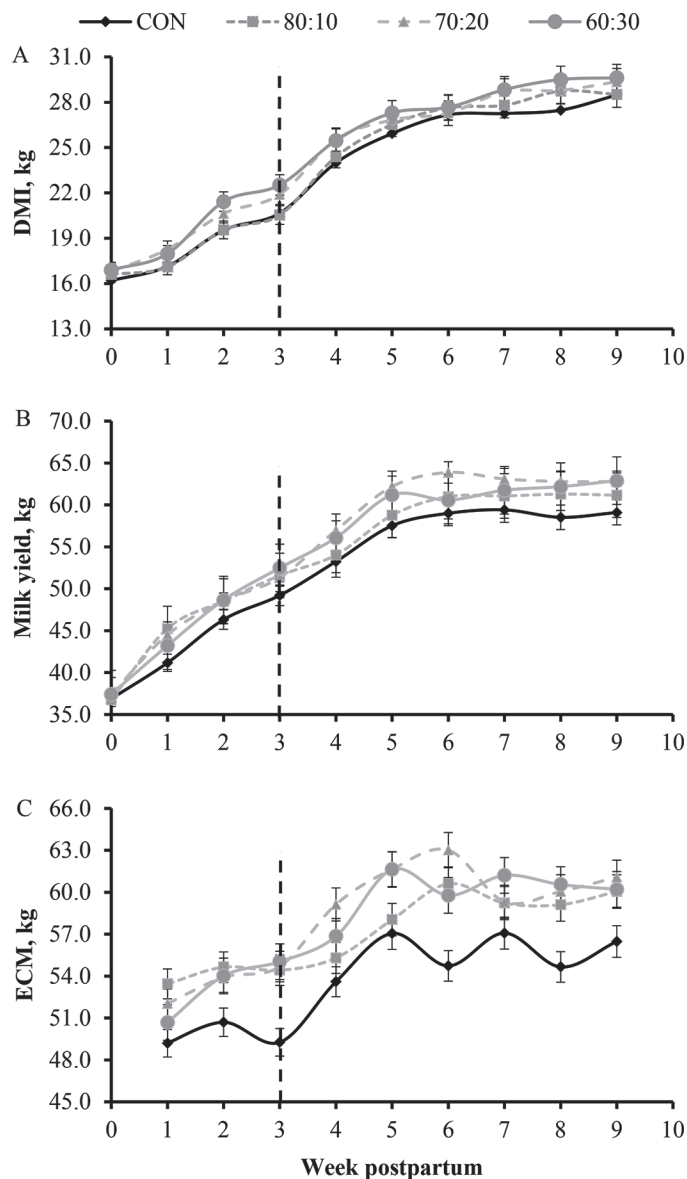 CON 80:10 70:20 60:30
A
DMI, kg
31.0
28.0
25.0
22.0
19.0
16.0
13.0
0 1 2 3 4 5 6 7 8 9 10
B
Milk yield, kg
70.0
65.0
60.0
55.0
50.0
45.0
40.0
35.0
0 1 2 3 4 5 6 7 8 9 10
C
ECM, kg
66.0
63.0
60.0
57.0
54.0
51.0
48.0
45.0
0 1 2 3 4 5 6 7 8 9 10
Week postpartum